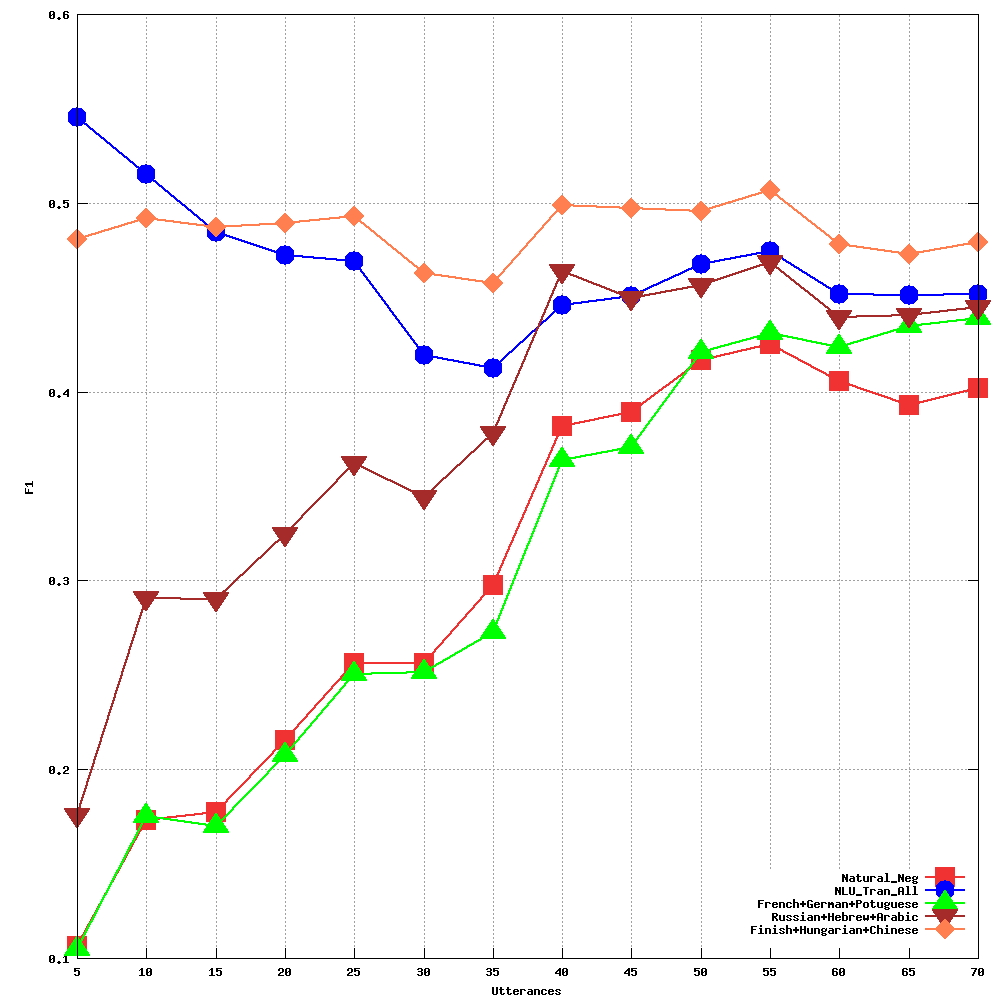 0.6
0.5
0.4
F1
0.3
0.2
Natural_Neg
NLU_Tran_All
French+German+Potuguese
Russian+Hebrew+Arabic
Finish+Hungarian+Chinese
0.1
5 10 15 20 25 30 35 40 45 50 55 60 65 70
Utterances